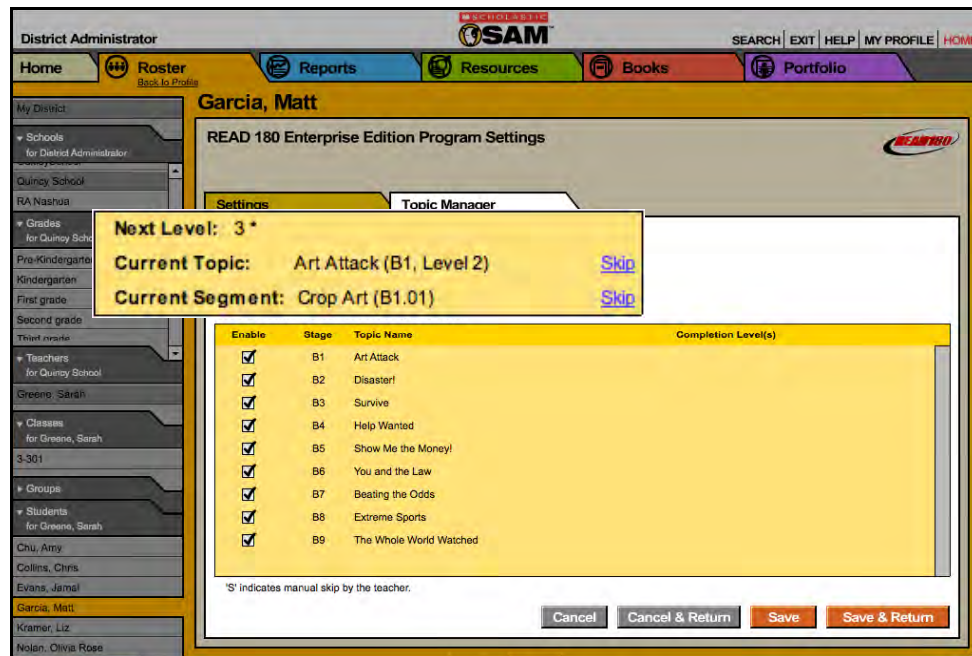 SCHOLASTIC
District Administrator
SAM
SEARCH | EXIT | HELP | MY PROFILE | HOME
Home
Roster
Back to Profile
Reports
Resources
Books
Portfolio
My District
Schools
for District Administrator
Quincy School
RA Nashua
Grades
for Quincy
Pre-Kindergarten
Kindergarten
First grade
Second grade
Third grade
Teachers
for Quincy School
Greene, Sarah
Classes
for Greene, Sarah
3-301
Groups
Students
for Greene, Sarah
Chu, Amy
Collins, Chris
Evans, Jamal
Garcia, Matt
Kramer, Liz
Nolan, Olivia Rose
Garcia, Matt
READ 180 Enterprise Edition Program Settings
READ180
Settings
Topic Manager
Next Level: 3 *
Current Topic: Art Attack (B1, Level 2) Skip
Current Segment: Crop Art (B1.01) Skip
Enable Stage Topic Name Completion Level(s)
B1 Art Attack
B2 Disaster!
B3 Survive
B4 Help Wanted
B5 Show Me the Money!
B6 You and the Law
B7 Beating the Odds
B8 Extreme Sports
B9 The Whole World Watched
'S' indicates manual skip by the teacher.
Cancel
Cancel & Return
Save
Save & Return